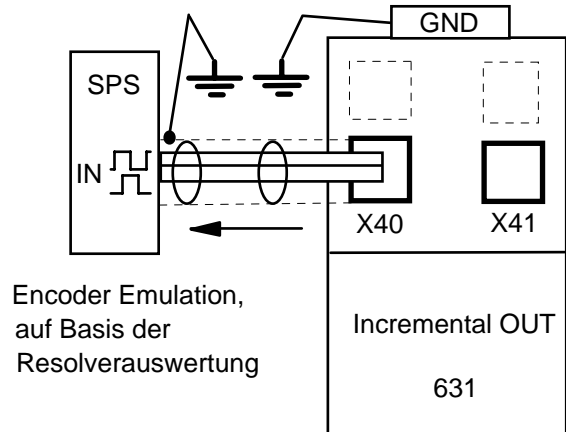 GND
SPS
IN
X40
X41
Encoder Emulation,
auf Basis der
Resolverauswertung
Incremental OUT
631